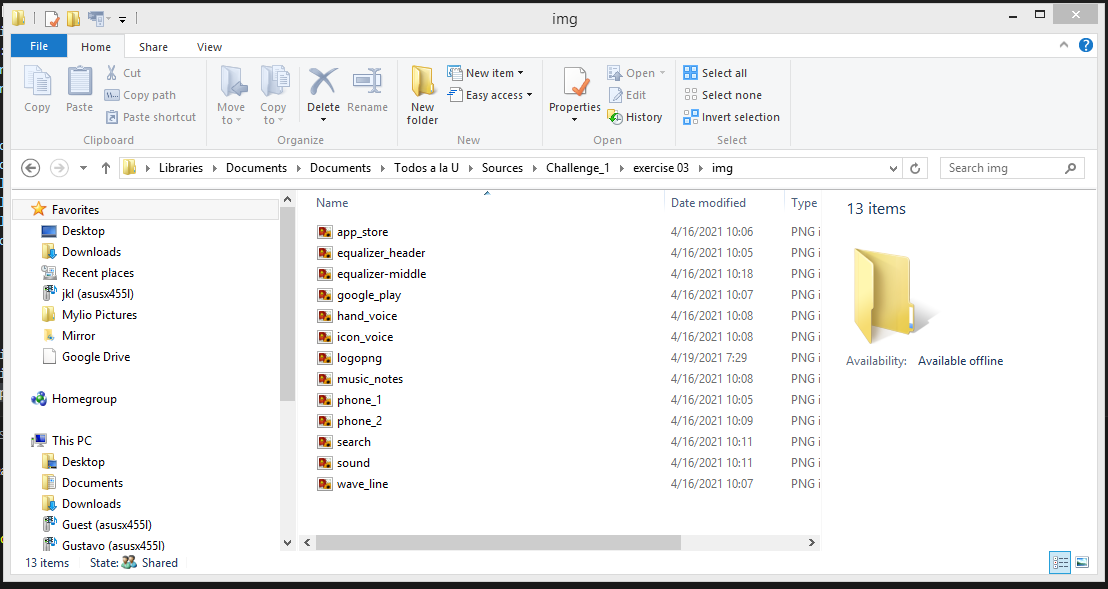 img
File Home Share View
Copy
Paste
Cut
Copy path
Paste shortcut
Clipboard
Move to
Copy to
Delete
Rename
Organize
New folder
New item
Easy access
New
Properties
Open
Edit
History
Open
Select all
Select none
Invert selection
Select
Libraries Documents Documents Todos a la U Sources Challenge_1 exercise 03 img
Search img
Favorites
Desktop
Downloads
Recent places
jkl (asusx455l)
Mylio Pictures
Mirror
Google Drive
Homegroup
This PC
Desktop
Documents
Downloads
Guest (asusx455l)
Gustavo (asusx455l)
Name Date modified Type
app_store 4/16/2021 10:06 PNG i
equalizer_header 4/16/2021 10:05 PNG i
equalizer-middle 4/16/2021 10:18 PNG i
google_play 4/16/2021 10:07 PNG i
hand_voice 4/16/2021 10:08 PNG i
icon_voice 4/16/2021 10:08 PNG i
logopng 4/19/2021 7:29 PNG i
music_notes 4/16/2021 10:08 PNG i
phone_1 4/16/2021 10:05 PNG i
phone_2 4/16/2021 10:09 PNG i
search 4/16/2021 10:11 PNG i
sound 4/16/2021 10:11 PNG i
wave_line 4/16/2021 10:07 PNG i
13 items
Availability: Available offline
13 items State: Shared